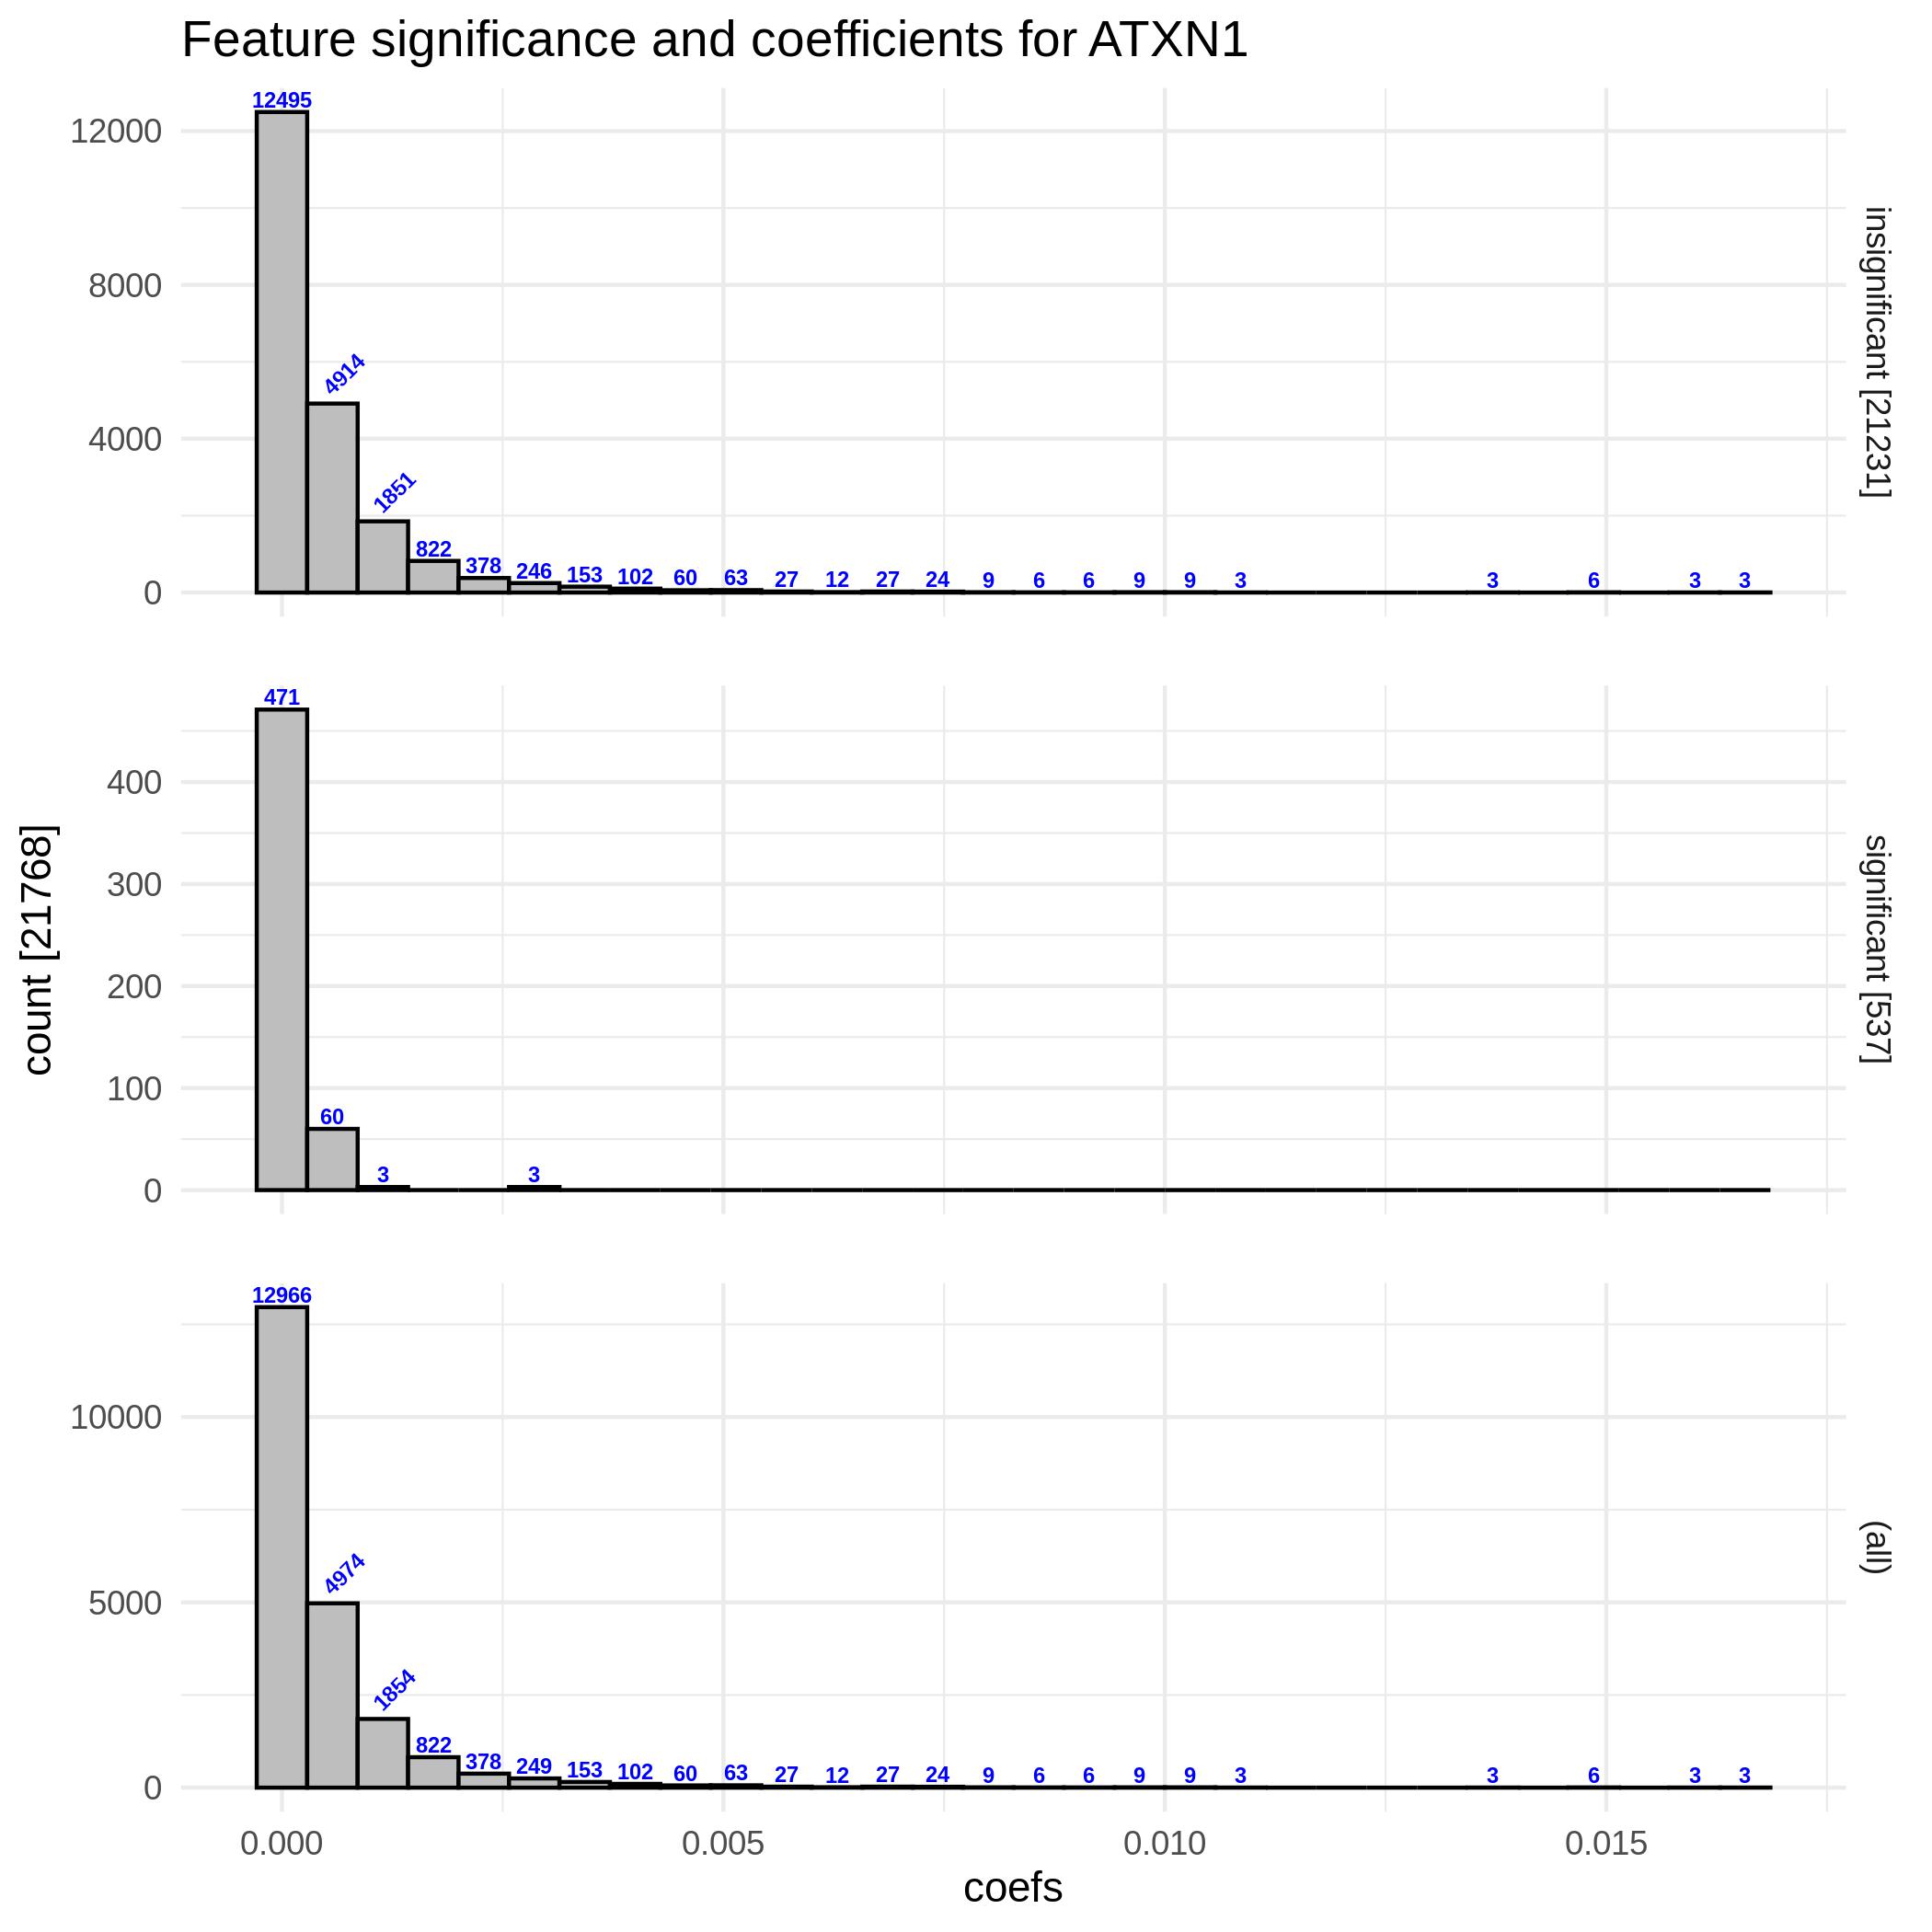 Feature significance and coefficients for ATXN1
count [21768]
12000
8000
4000
0
12495
4914
1851
822 378 246 153 102 60 63 27 12 27 24 9 6 6 9 9 3 3 6 3 3
insignificant [21231]
400
300
200
100
0
471
60
3 3
significant [537]
10000
5000
0
12966
4974
1854
822 378 249 153 102 60 63 27 12 27 24 9 6 6 9 9 3 3 6 3 3
(all)
0.000 0.005 0.010 0.015
coefs